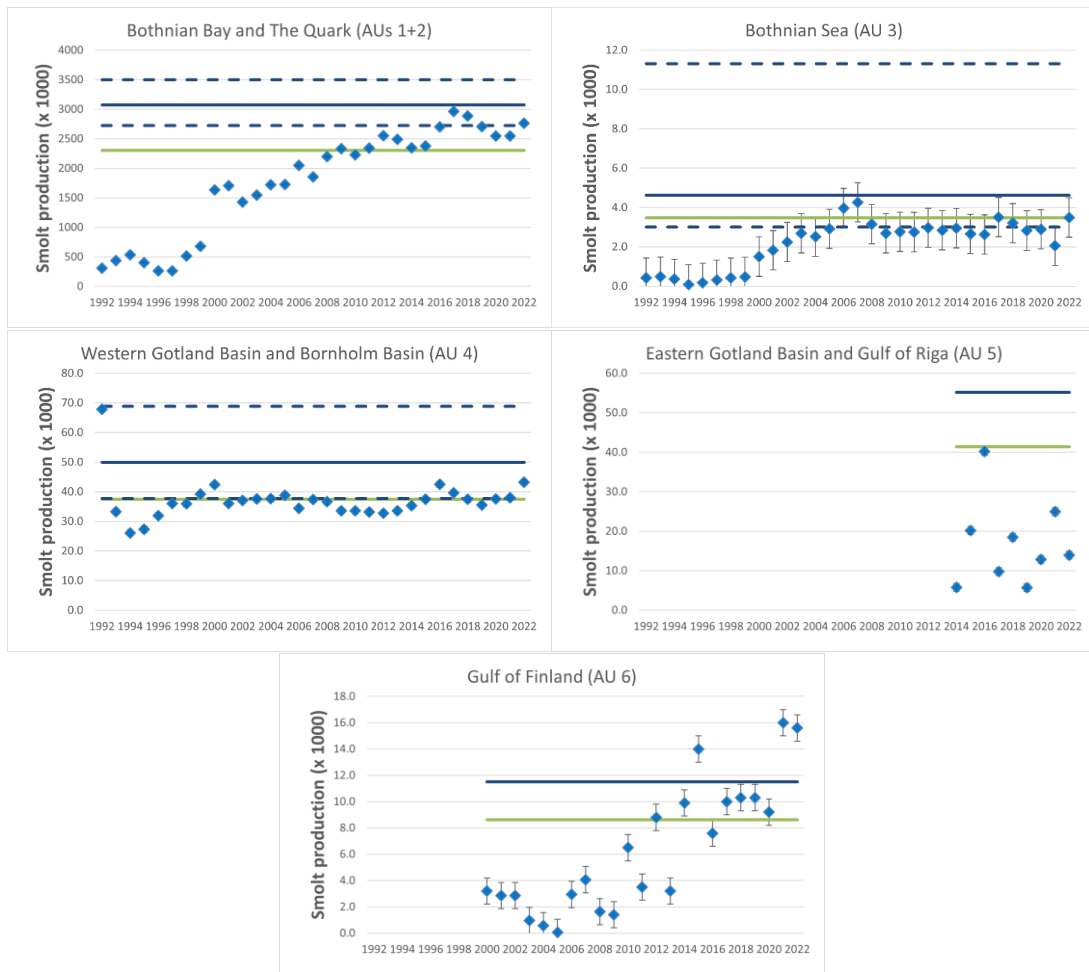 Bothnian Bay and The Quark (AUs 1+2)
Smolt production (x 1000)
4000
3500
3000
2500
2000
1500
1000
500
0
1992 1994 1996 1998 2000 2002 2004 2006 2008 2010 2012 2014 2016 2018 2020 2022
Bothnian Sea (AU 3)
Smolt production (x 1000)
12.0
10.0
8.0
6.0
4.0
2.0
0.0
1992 1994 1996 1998 2000 2002 2004 2006 2008 2010 2012 2014 2016 2018 2020 2022
Western Gotland Basin and Bornholm Basin (AU 4)
Smolt production (x 1000)
80.0
70.0
60.0
50.0
40.0
30.0
20.0
10.0
0.0
1992 1994 1996 1998 2000 2002 2004 2006 2008 2010 2012 2014 2016 2018 2020 2022
Eastern Gotland Basin and Gulf of Riga (AU 5)
Smolt production (x 1000)
60.0
50.0
40.0
30.0
20.0
10.0
0.0
1992 1994 1996 1998 2000 2002 2004 2006 2008 2010 2012 2014 2016 2018 2020 2022
Gulf of Finland (AU 6)
Smolt production (x 1000)
18.0
16.0
14.0
12.0
10.0
8.0
6.0
4.0
2.0
0.0
1992 1994 1996 1998 2000 2002 2004 2006 2008 2010 2012 2014 2016 2018 2020 2022